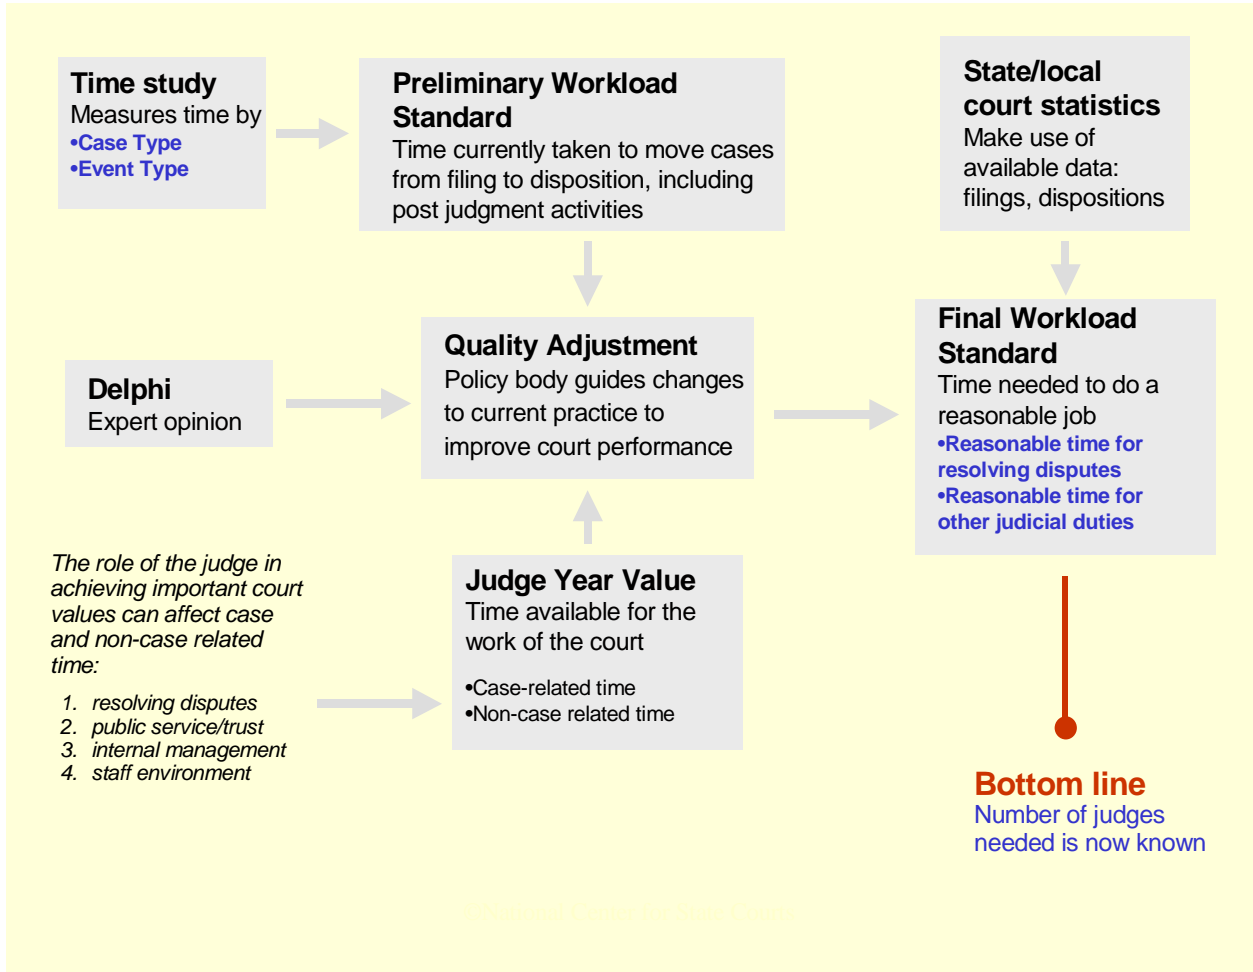 Time study
Measures time by
•Case Type
•Event Type
Preliminary Workload
Standard
Time currently taken to move cases
from filing to disposition, including
post judgment activities
State/local
court statistics
Make use of
available data:
filings, dispositions
Delphi
Expert opinion
Quality Adjustment
Policy body guides changes
to current practice to
improve court performance
Final Workload
Standard
Time needed to do a
reasonable job
•Reasonable time for
resolving disputes
•Reasonable time for
other judicial duties
The role of the judge in
achieving important court
values can affect case
and non-case related
time:
1. resolving disputes
2. public service/trust
3. internal management
4. staff environment
Judge Year Value
Time available for the
work of the court
•Case-related time
•Non-case related time
Bottom line
Number of judges
needed is now known